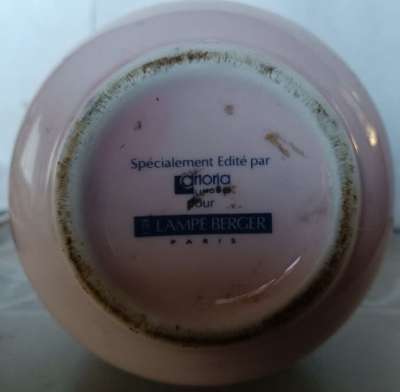 Spécialement Edité par
pour
LAMPE BERGER
PARIS